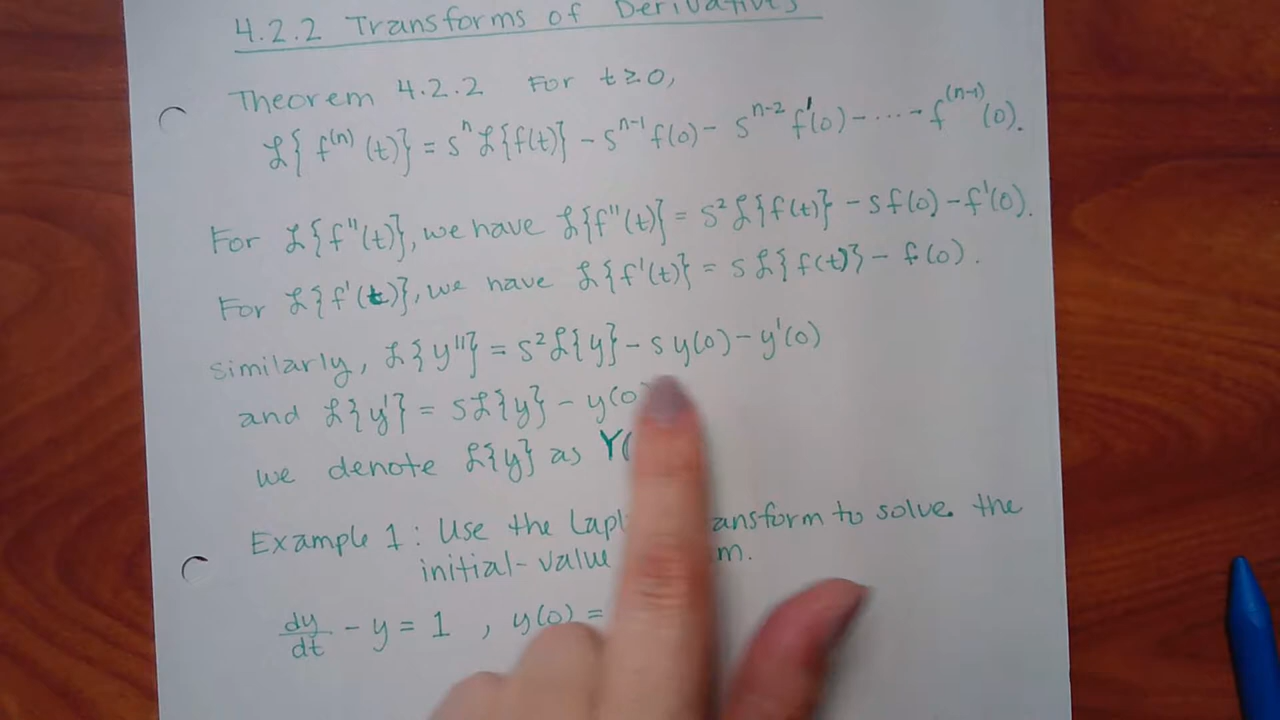 4.2.2 Transforms of Derivatives
Theorem 4.2.2 For t≥0,
ℒ{f⁽ⁿ⁾(t)} = sⁿℒ{f(t)} - sⁿ⁻¹f(0) - sⁿ⁻²f'(0) - ... - f⁽ⁿ⁻¹⁾(0).
For ℒ{f"(t)}, we have ℒ{f"(t)} = s²ℒ{f(t)} - sf(0) - f'(0).
For ℒ{f'(t)}, we have ℒ{f'(t)} = sℒ{f(t)} - f(0).
Similarly, ℒ{y"} = s²ℒ{y} - sy(0) - y'(0)
and ℒ{y'} = sℒ{y} - y(0
we denote ℒ{y} as Y(
Example 1: Use the to solve the
initial-value
dy/dt - y = 1, y(0) =